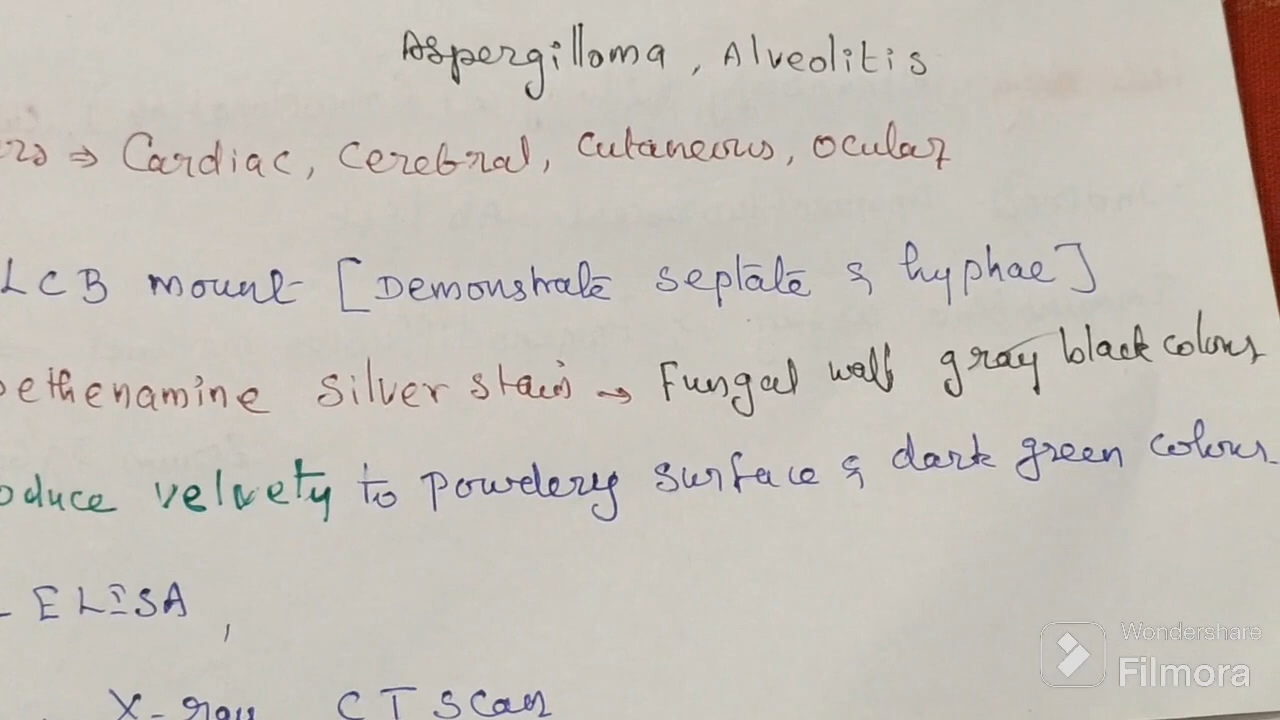 Aspergilloma, Alveolitis
ers ⇒ Cardiac, Cerebral, Cutaneous, Ocular
LCB mount [Demonstrate septate & hyphae]
ethenamine silver stain → Fungal wall gray black colour
oduce velvety to powdery surface & dark green colour
- ELISA,
X-ray CT Scan
Wondershare
Filmora